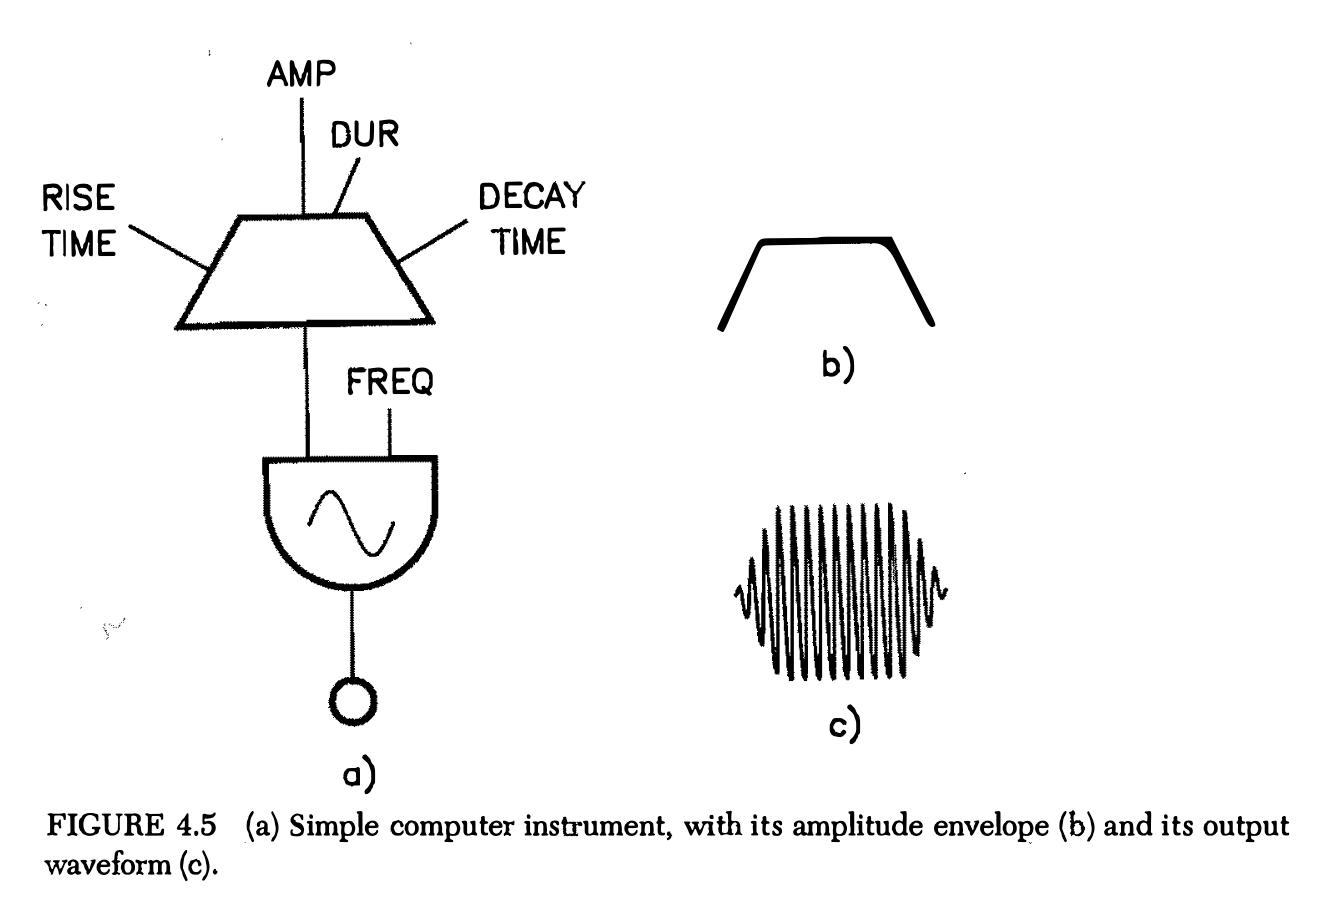 AMP
DUR
RISE
TIME
DECAY
TIME
FREQ
a)
b)
c)
FIGURE 4.5 (a) Simple computer instrument, with its amplitude envelope (b) and its output
waveform (c).